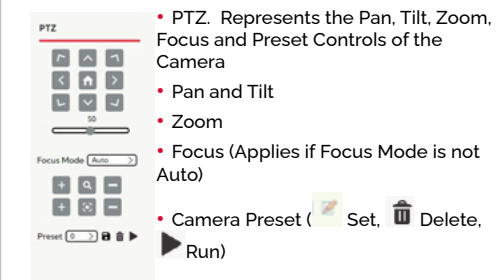 PTZ
50
Focus Mode Auto
Preset 0
• PTZ. Represents the Pan, Tilt, Zoom,
Focus and Preset Controls of the
Camera
• Pan and Tilt
• Zoom
• Focus (Applies if Focus Mode is not
Auto)
• Camera Preset ( Set, Delete,
Run)